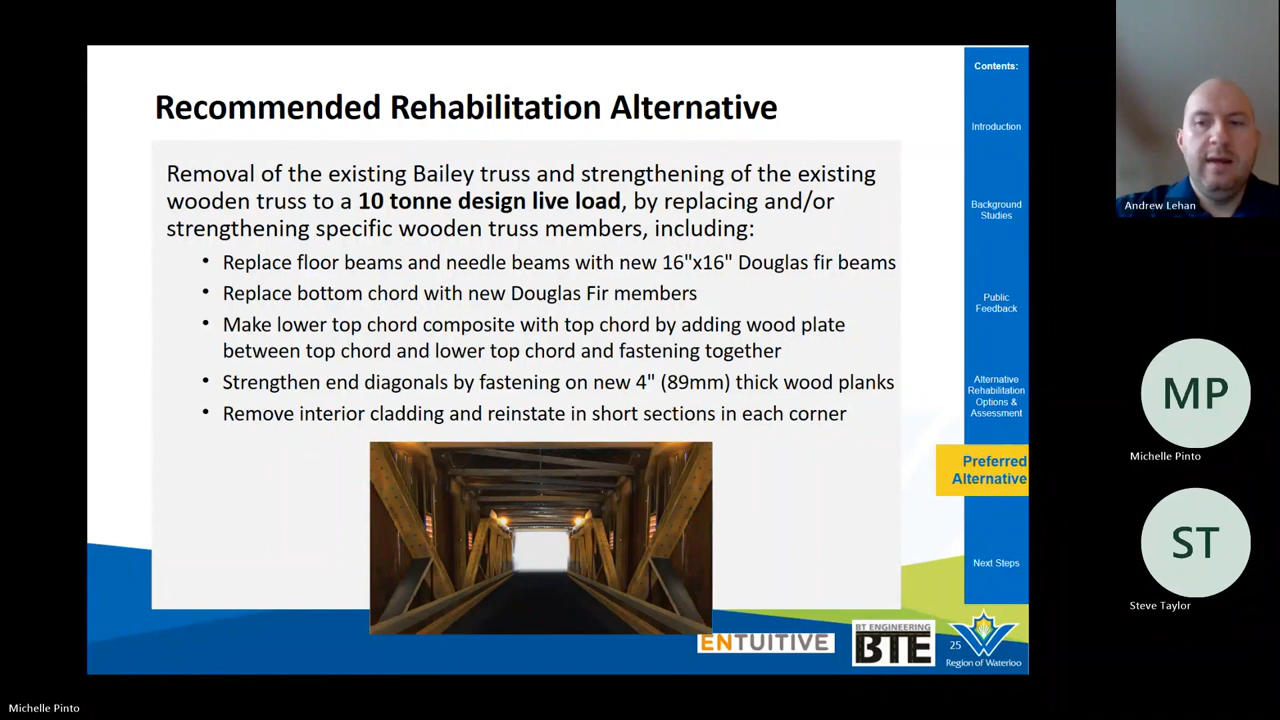 Recommended Rehabilitation Alternative
Removal of the existing Bailey truss and strengthening of the existing
wooden truss to a 10 tonne design live load, by replacing and/or
strengthening specific wooden truss members, including:
• Replace floor beams and needle beams with new 16"x16" Douglas fir beams
• Replace bottom chord with new Douglas Fir members
• Make lower top chord composite with top chord by adding wood plate
between top chord and lower top chord and fastening together
• Strengthen end diagonals by fastening on new 4" (89mm) thick wood planks
• Remove interior cladding and reinstate in short sections in each corner
ENTUITIVE
BT ENGINEERING
BTE
25
Region of Waterloo
Contents:
Introduction
Background
Studies
Public
Feedback
Alternative
Rehabilitation
Options &
Assessment
Preferred
Alternative
Next Steps
Andrew Lehan
MP
Michelle Pinto
ST
Steve Taylor
Michelle Pinto